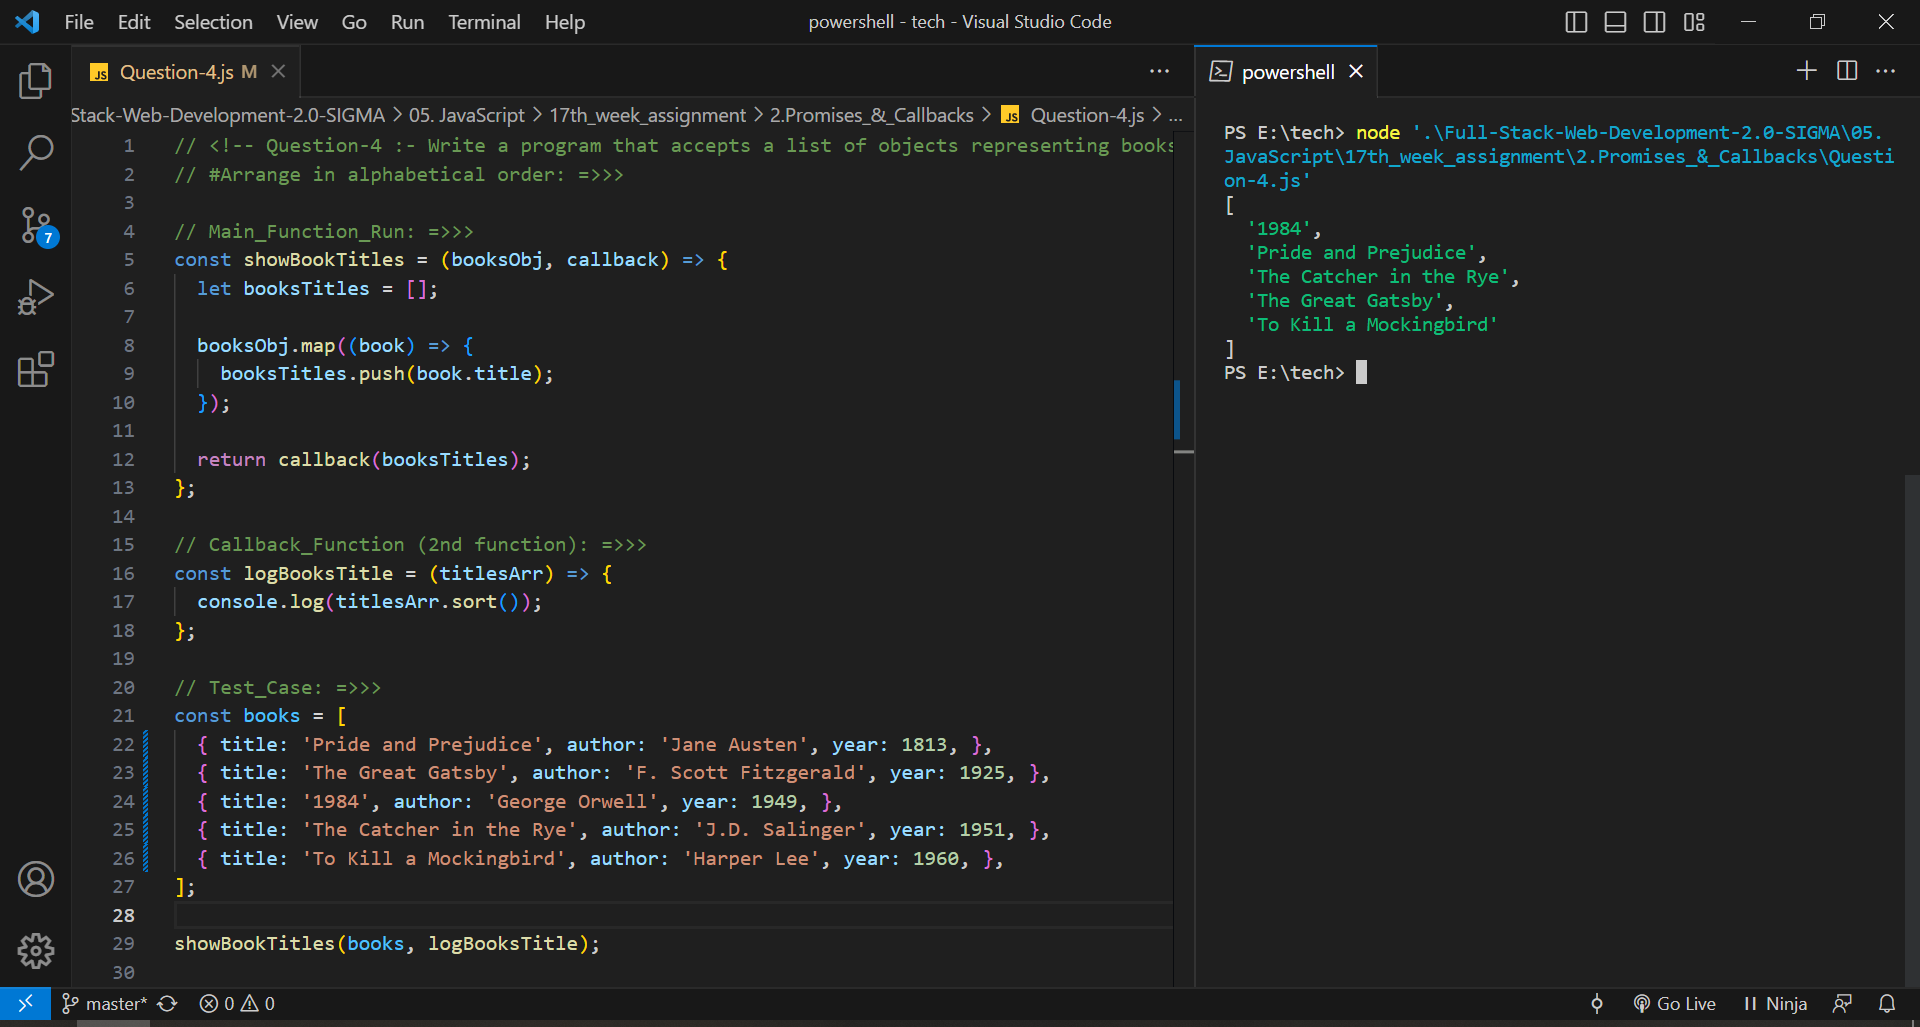 File Edit Selection View Go Run Terminal Help powershell - tech - Visual Studio Code
JS Question-4.js M
powershell
Stack-Web-Development-2.0-SIGMA > 05. JavaScript > 17th_week_assignment > 2.Promises_&_Callbacks > JS Question-4.js > ...
1 // <!-- Question-4 :- Write a program that accepts a list of objects representing books
2 // #Arrange in alphabetical order: =>>>
3
4 // Main_Function_Run: =>>>
5 const showBookTitles = (booksObj, callback) => {
6 let booksTitles = [];
7
8 booksObj.map((book) => {
9 booksTitles.push(book.title);
10 });
11
12 return callback(booksTitles);
13 };
14
15 // Callback_Function (2nd function): =>>>
16 const logBooksTitle = (titlesArr) => {
17 console.log(titlesArr.sort());
18 };
19
20 // Test_Case: =>>>
21 const books = [
22 { title: 'Pride and Prejudice', author: 'Jane Austen', year: 1813, },
23 { title: 'The Great Gatsby', author: 'F. Scott Fitzgerald', year: 1925, },
24 { title: '1984', author: 'George Orwell', year: 1949, },
25 { title: 'The Catcher in the Rye', author: 'J.D. Salinger', year: 1951, },
26 { title: 'To Kill a Mockingbird', author: 'Harper Lee', year: 1960, },
27 ];
28
29 showBookTitles(books, logBooksTitle);
30
PS E:\tech> node '.\Full-Stack-Web-Development-2.0-SIGMA\05.
JavaScript\17th_week_assignment\2.Promises_&_Callbacks\Questi
on-4.js'
[
'1984',
'Pride and Prejudice',
'The Catcher in the Rye',
'The Great Gatsby',
'To Kill a Mockingbird'
]
PS E:\tech>
7
master* 0 0 Go Live Ninja